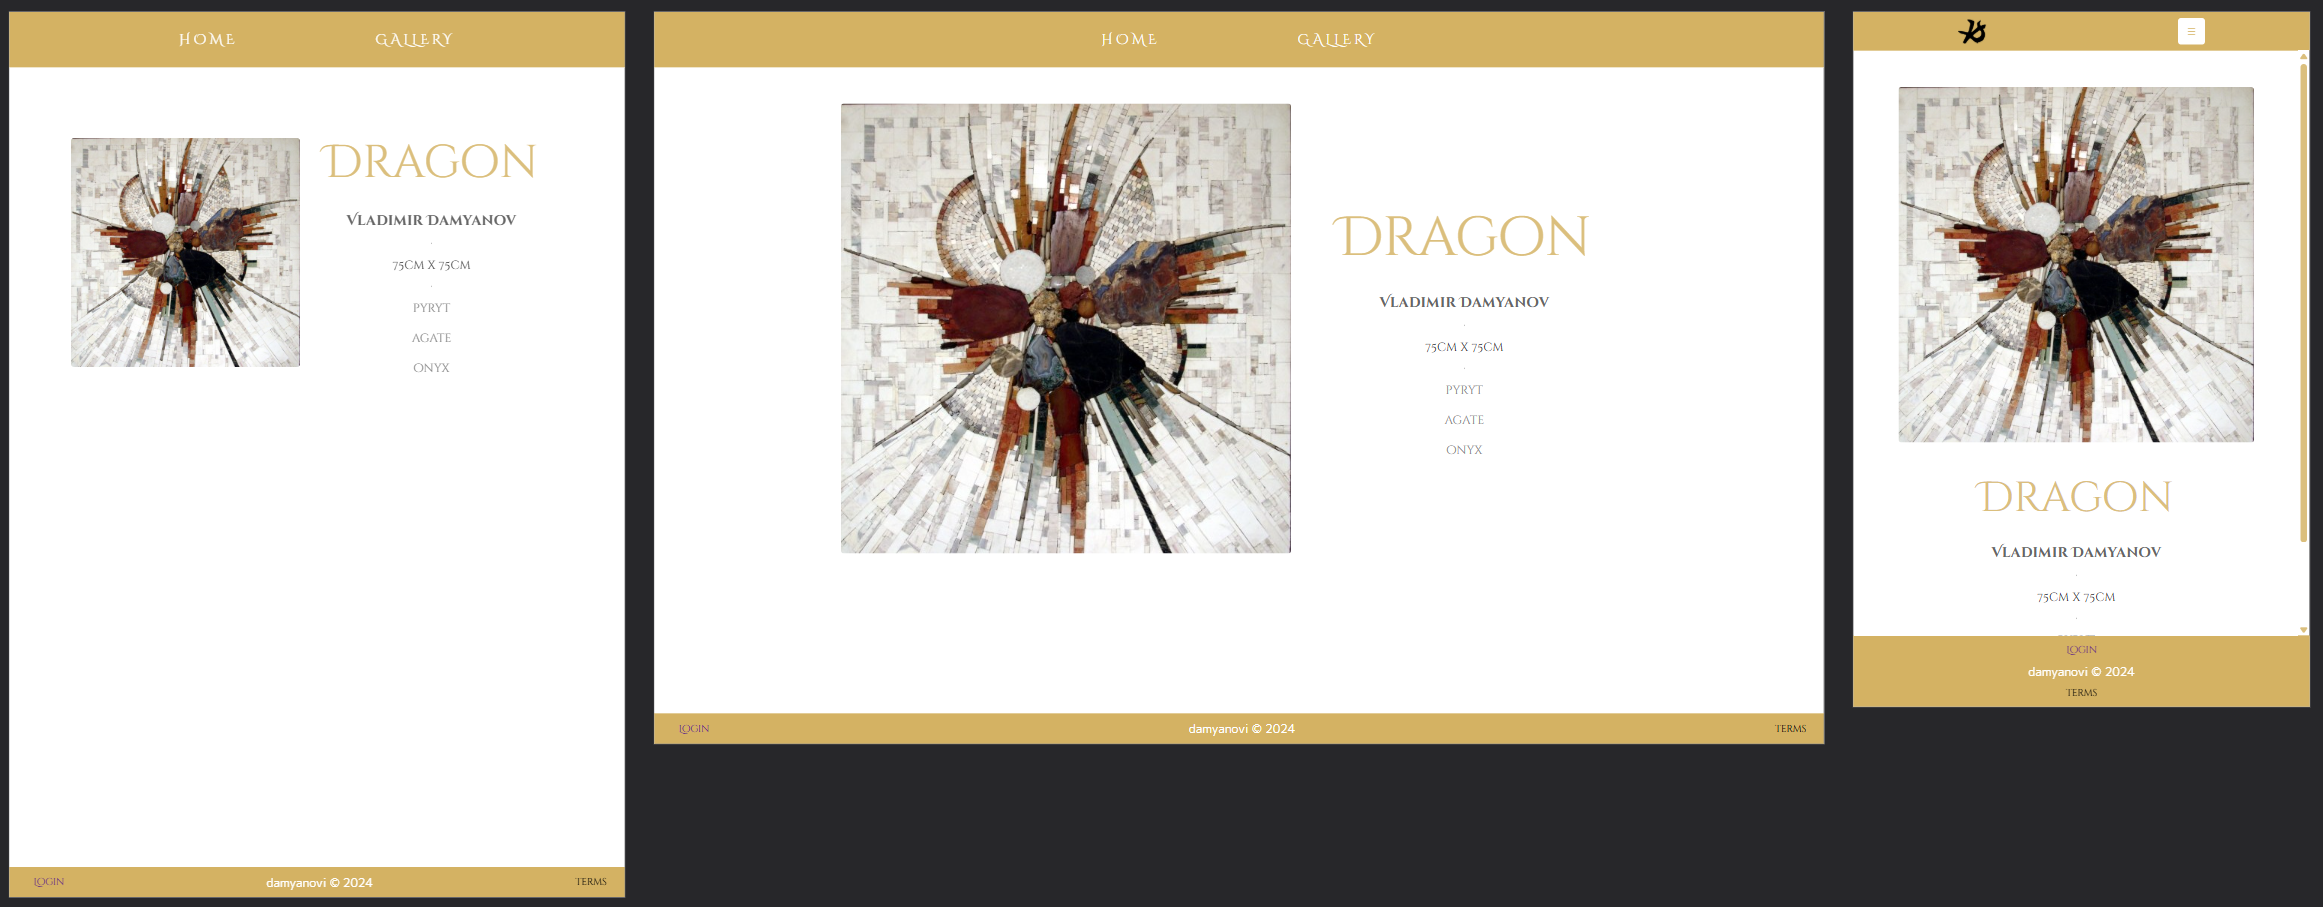 HOME GALLERY
DRAGON
VLADIMIR DAMYANOV
75CM X 75CM
PYRYT
AGATE
ONYX
LOGIN damyanovi © 2024 TERMS
HOME GALLERY
DRAGON
VLADIMIR DAMYANOV
75CM X 75CM
PYRYT
AGATE
ONYX
LOGIN damyanovi © 2024 TERMS
DRAGON
VLADIMIR DAMYANOV
75CM X 75CM
LOGIN
damyanovi © 2024
TERMS